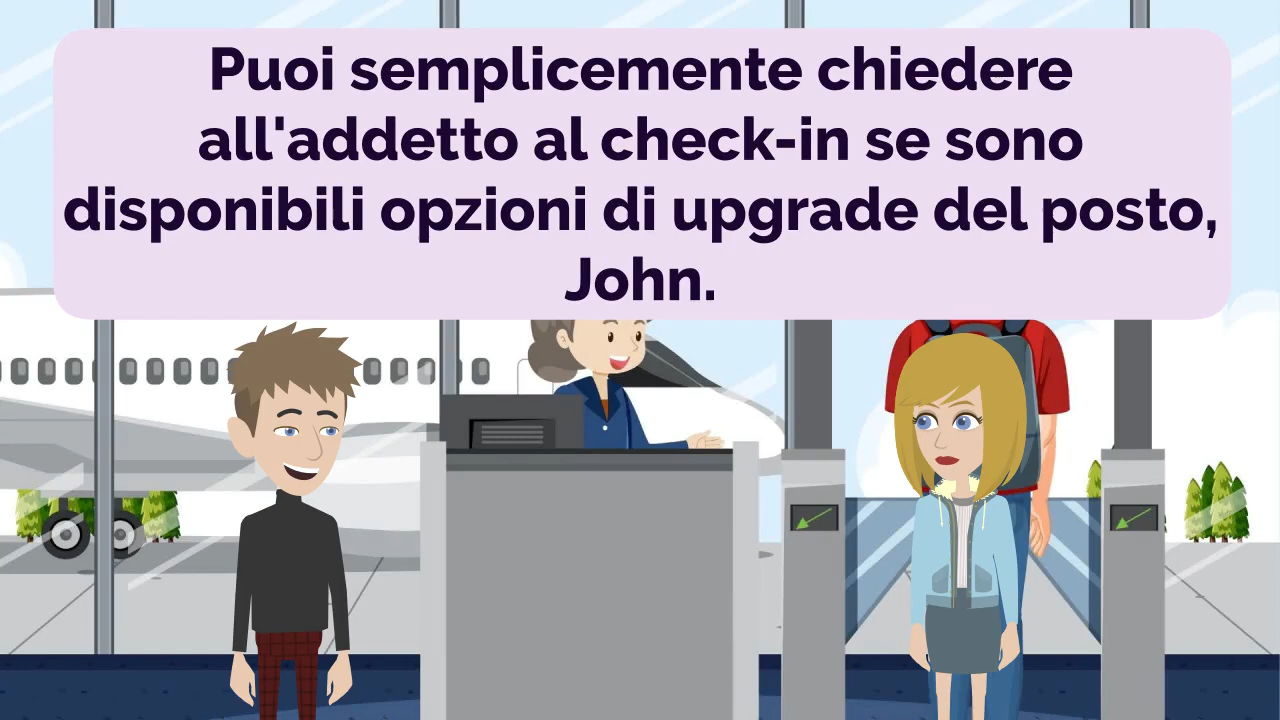 Puoi semplicemente chiedere
all'addetto al check-in se sono
disponibili opzioni di upgrade del posto,
John.